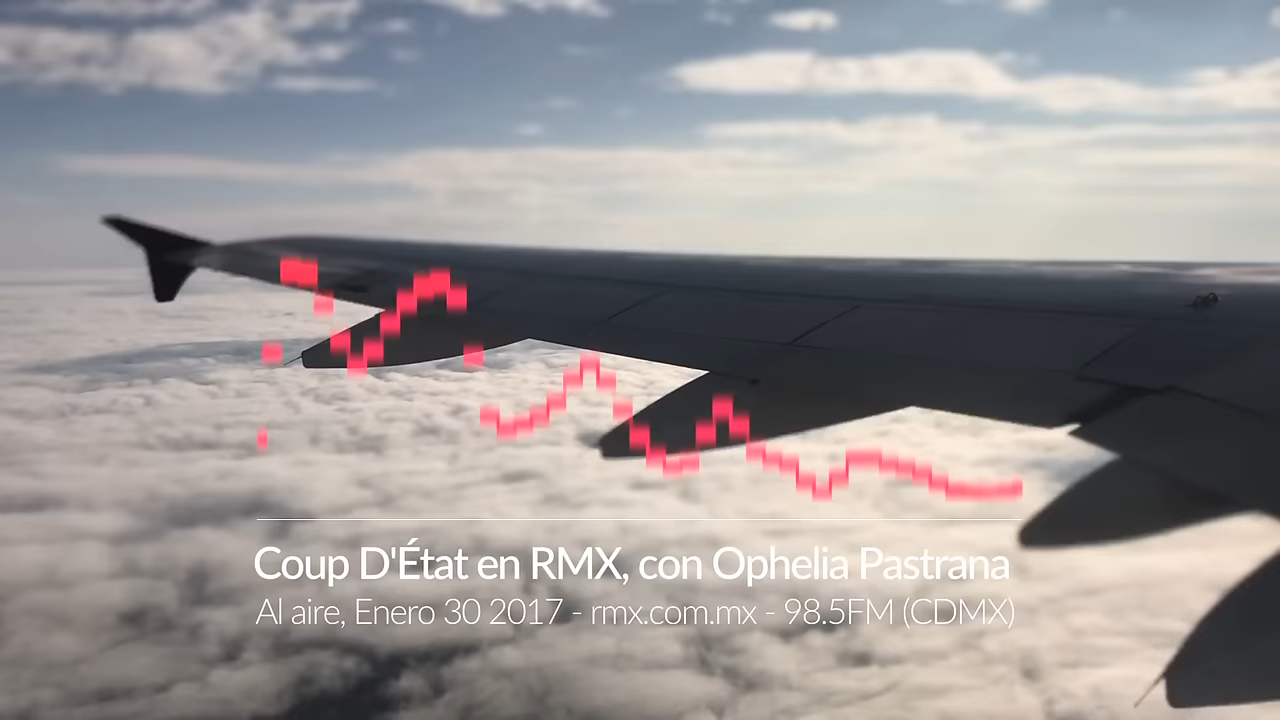 Coup D'État en RMX, con Ophelia Pastrana
Al aire, Enero 30 2017 - rmx.com.mx - 98.5FM (CDMX)